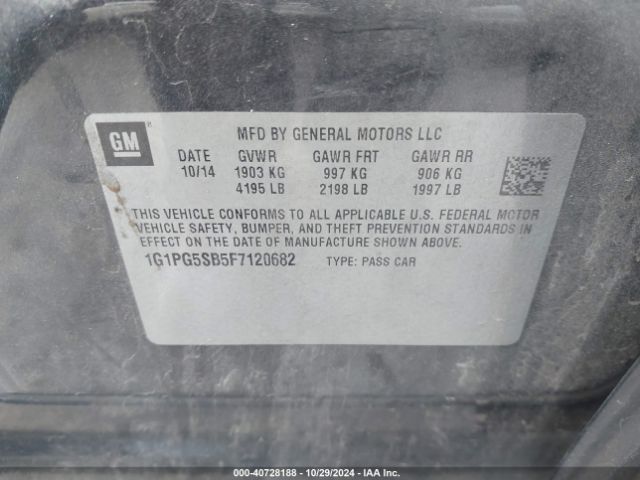 GM
MFD BY GENERAL MOTORS LLC
DATE GVWR GAWR FRT GAWR RR
10/14 1903 KG 997 KG 906 KG
4195 LB 2198 LB 1997 LB
THIS VEHICLE CONFORMS TO ALL APPLICABLE U.S. FEDERAL MOTOR
VEHICLE SAFETY, BUMPER, AND THEFT PREVENTION STANDARDS IN
EFFECT ON THE DATE OF MANUFACTURE SHOWN ABOVE.
1G1PG5SB5F7120682 TYPE: PASS CAR
000-40728188 - 10/29/2024 - IAA Inc.